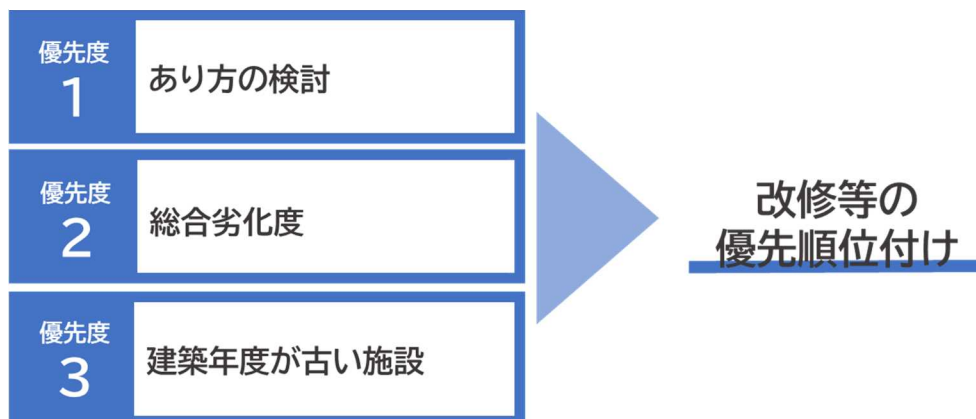 優先度
1
あり方の検討
優先度
2
総合劣化度
優先度
3
建築年度が古い施設
改修等の
優先順位付け